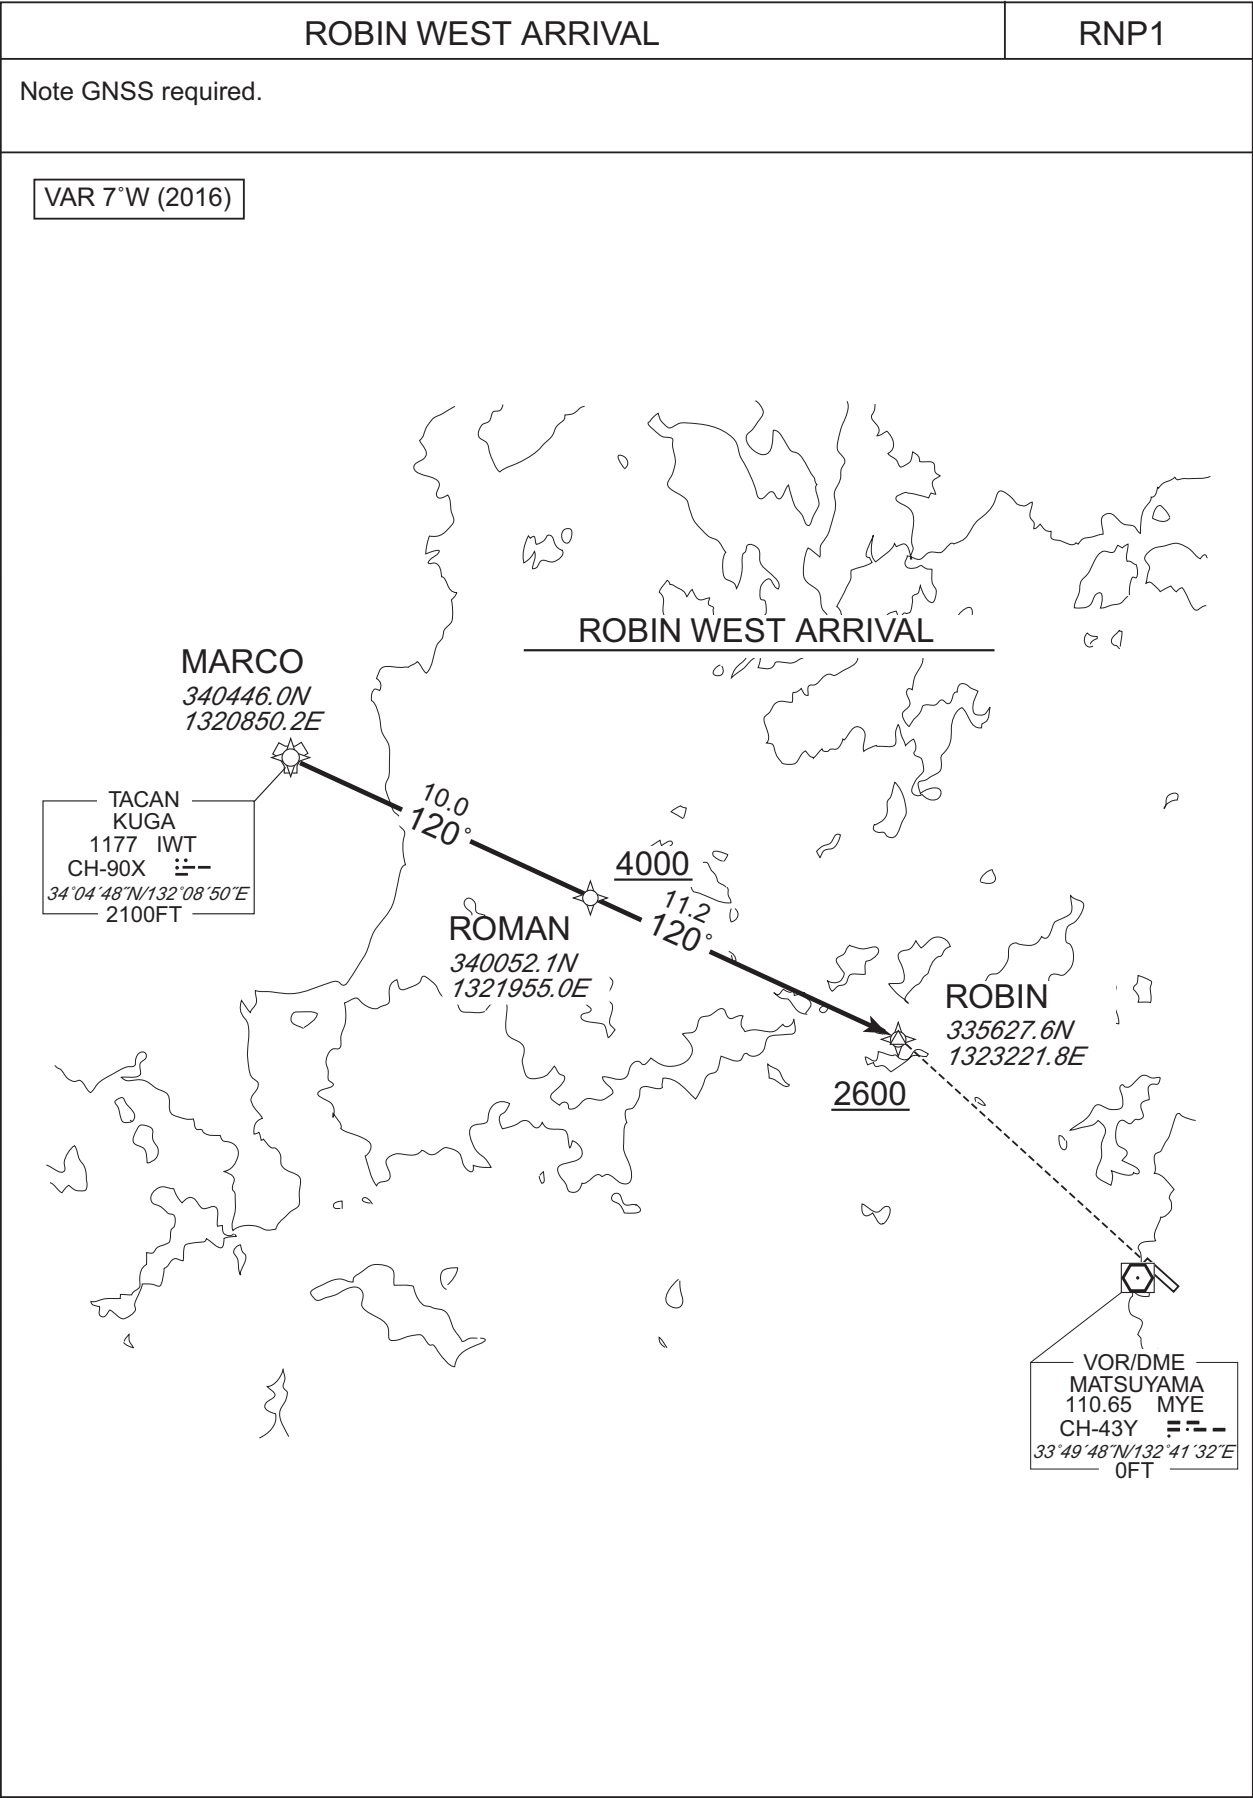 ROBIN WEST ARRIVAL
RNP1
Note GNSS required.
VAR 7˚W (2016)
ROBIN WEST ARRIVAL
MARCO
340446.0N
1320850.2E
TACAN
KUGA
1177 IWT
CH-90X
34˚04´48˝N/132˚08´50˝E
2100FT
10.0
120˚
4000
ROMAN
340052.1N
1321955.0E
11.2
120˚
ROBIN
335627.6N
1323221.8E
2600
VOR/DME
MATSUYAMA
110.65 MYE
CH-43Y
33˚49´48˝N/132˚41´32˝E
0FT